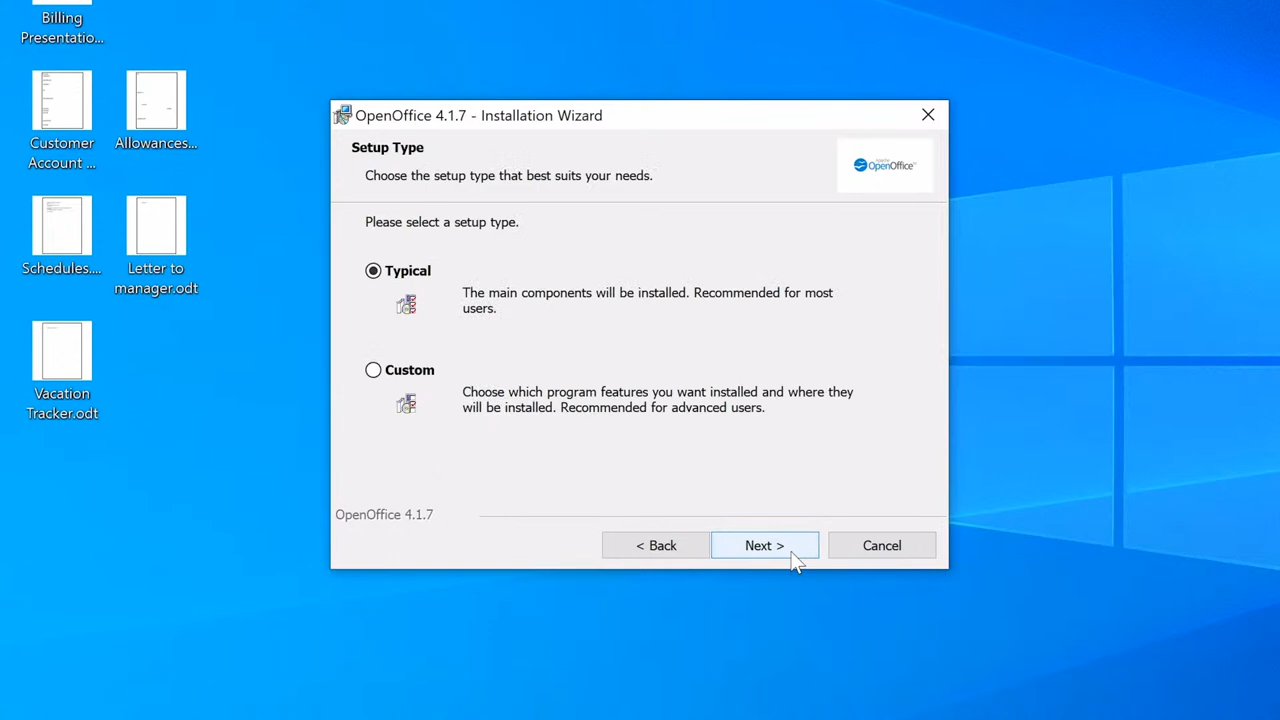 Billing
Presentatio...
Customer
Account ...
Allowances...
Schedules....
Letter to
manager.odt
Vacation
Tracker.odt
OpenOffice 4.1.7 - Installation Wizard
Setup Type
Choose the setup type that best suits your needs.
Apache
OpenOffice™
Please select a setup type.
Typical
The main components will be installed. Recommended for most
users.
Custom
Choose which program features you want installed and where they
will be installed. Recommended for advanced users.
OpenOffice 4.1.7
< Back
Next >
Cancel